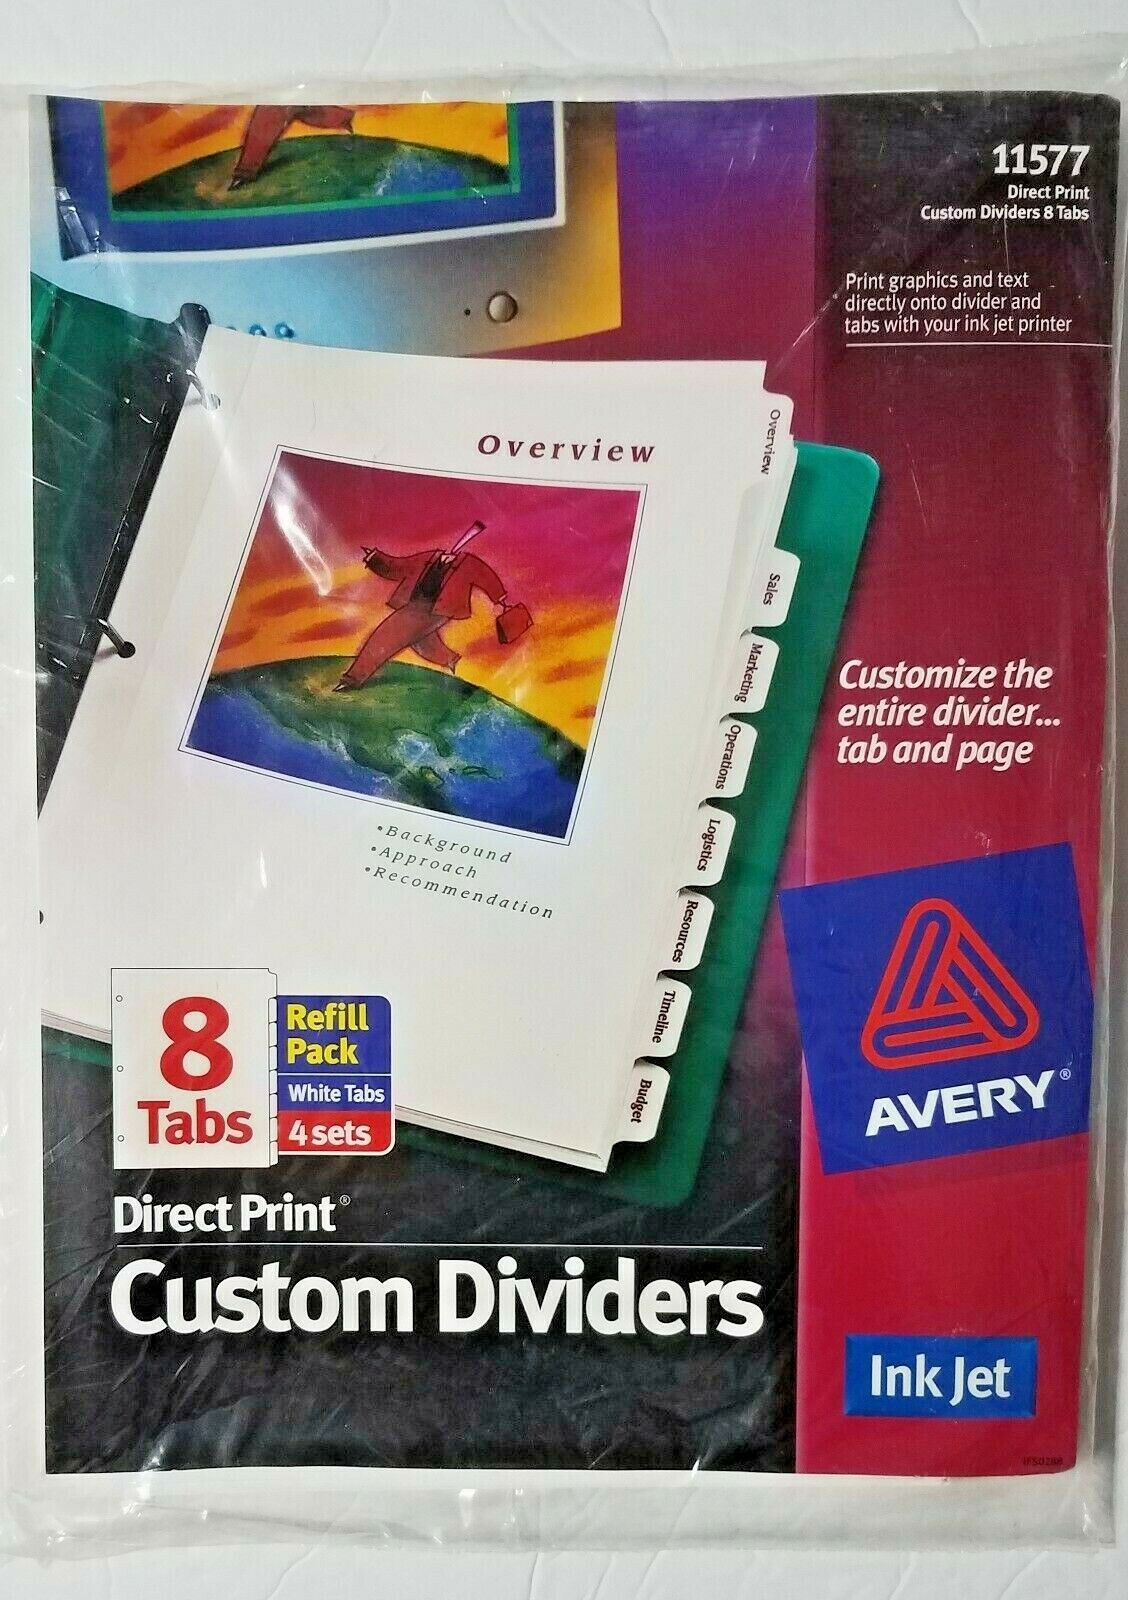 11577
Direct Print
Custom Dividers 8 Tabs
Print graphics and text
directly onto divider and
tabs with your ink jet printer
Overview
Overview
Sales
Marketing
Operations
Logistics
Resources
Timeline
Budget
• Background
• Approach
• Recommendation
Customize the
entire divider...
tab and page
AVERY®
8
Tabs
Refill
Pack
White Tabs
4 sets
Direct Print®
Custom Dividers
Ink Jet